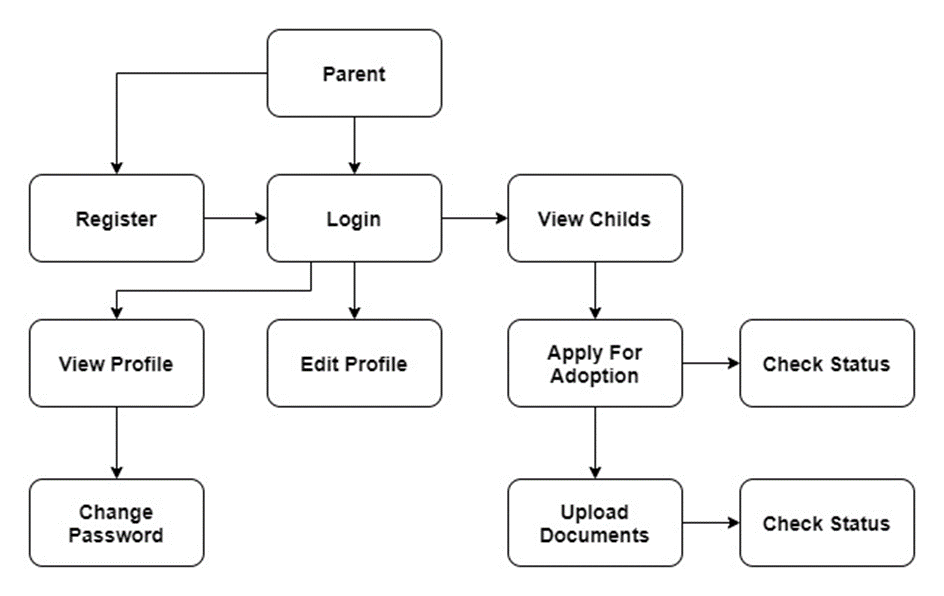 Parent
Register
Login
View Childs
View Profile
Edit Profile
Apply For
Adoption
Check Status
Change
Password
Upload
Documents
Check Status